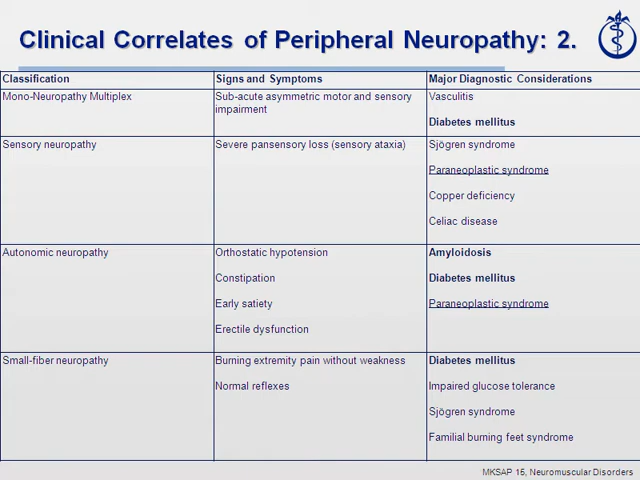 Clinical Correlates of Peripheral Neuropathy: 2.
Classification
Signs and Symptoms
Major Diagnostic Considerations
Mono-Neuropathy Multiplex
Sub-acute asymmetric motor and sensory
impairment
Vasculitis
Diabetes mellitus
Sensory neuropathy
Severe pansensory loss (sensory ataxia)
Sjögren syndrome
Paraneoplastic syndrome
Copper deficiency
Celiac disease
Autonomic neuropathy
Orthostatic hypotension
Constipation
Early satiety
Erectile dysfunction
Amyloidosis
Diabetes mellitus
Paraneoplastic syndrome
Small-fiber neuropathy
Burning extremity pain without weakness
Normal reflexes
Diabetes mellitus
Impaired glucose tolerance
Sjögren syndrome
Familial burning feet syndrome
MKSAP 15, Neuromuscular Disorders